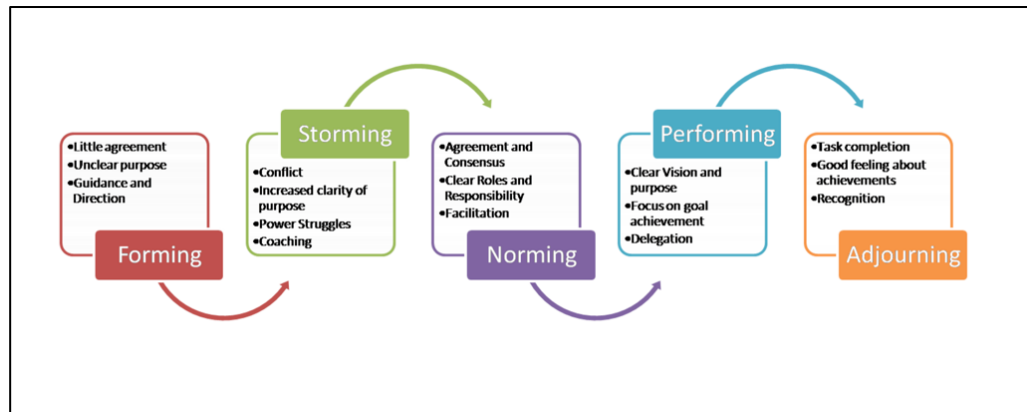 •Little agreement
•Unclear purpose
•Guidance and
Direction
Forming
Storming
•Conflict
•Increased clarity of
purpose
•Power Struggles
•Coaching
•Agreement and
Consensus
•Clear Roles and
Responsibility
•Facilitation
Norming
Performing
•Clear Vision and
purpose
•Focus on goal
achievement
•Delegation
•Task completion
•Good feeling about
achievements
•Recognition
Adjourning